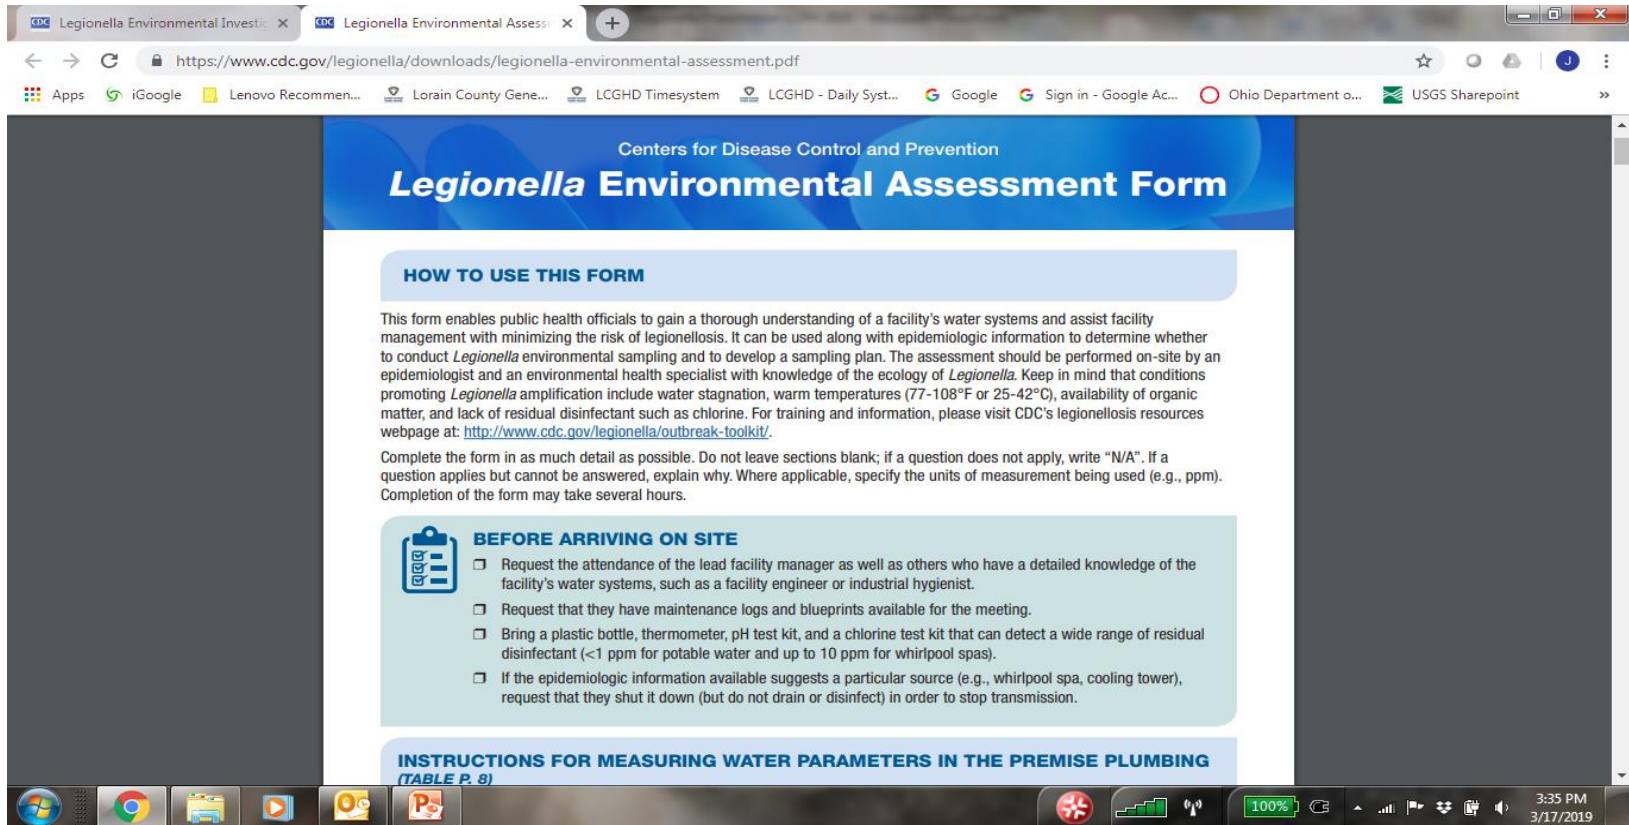 CDC Legionella Environmental Investig
CDC Legionella Environmental Assess
https://www.cdc.gov/legionella/downloads/legionella-environmental-assessment.pdf
J
Apps iGoogle Lenovo Recommen... Lorain County Gene... LCGHD Timesystem LCGHD - Daily Syst... G Google G Sign in - Google Ac... Ohio Department o... USGS Sharepoint »
Centers for Disease Control and Prevention
Legionella Environmental Assessment Form
HOW TO USE THIS FORM
This form enables public health officials to gain a thorough understanding of a facility’s water systems and assist facility
management with minimizing the risk of legionellosis. It can be used along with epidemiologic information to determine whether
to conduct Legionella environmental sampling and to develop a sampling plan. The assessment should be performed on-site by an
epidemiologist and an environmental health specialist with knowledge of the ecology of Legionella. Keep in mind that conditions
promoting Legionella amplification include water stagnation, warm temperatures (77-108°F or 25-42°C), availability of organic
matter, and lack of residual disinfectant such as chlorine. For training and information, please visit CDC’s legionellosis resources
webpage at: http://www.cdc.gov/legionella/outbreak-toolkit/.
Complete the form in as much detail as possible. Do not leave sections blank; if a question does not apply, write “N/A”. If a
question applies but cannot be answered, explain why. Where applicable, specify the units of measurement being used (e.g., ppm).
Completion of the form may take several hours.
BEFORE ARRIVING ON SITE
❒ Request the attendance of the lead facility manager as well as others who have a detailed knowledge of the
facility’s water systems, such as a facility engineer or industrial hygienist.
❒ Request that they have maintenance logs and blueprints available for the meeting.
❒ Bring a plastic bottle, thermometer, pH test kit, and a chlorine test kit that can detect a wide range of residual
disinfectant (<1 ppm for potable water and up to 10 ppm for whirlpool spas).
❒ If the epidemiologic information available suggests a particular source (e.g., whirlpool spa, cooling tower),
request that they shut it down (but do not drain or disinfect) in order to stop transmission.
INSTRUCTIONS FOR MEASURING WATER PARAMETERS IN THE PREMISE PLUMBING
(TABLE P. 8)
100%
3:35 PM
3/17/2019